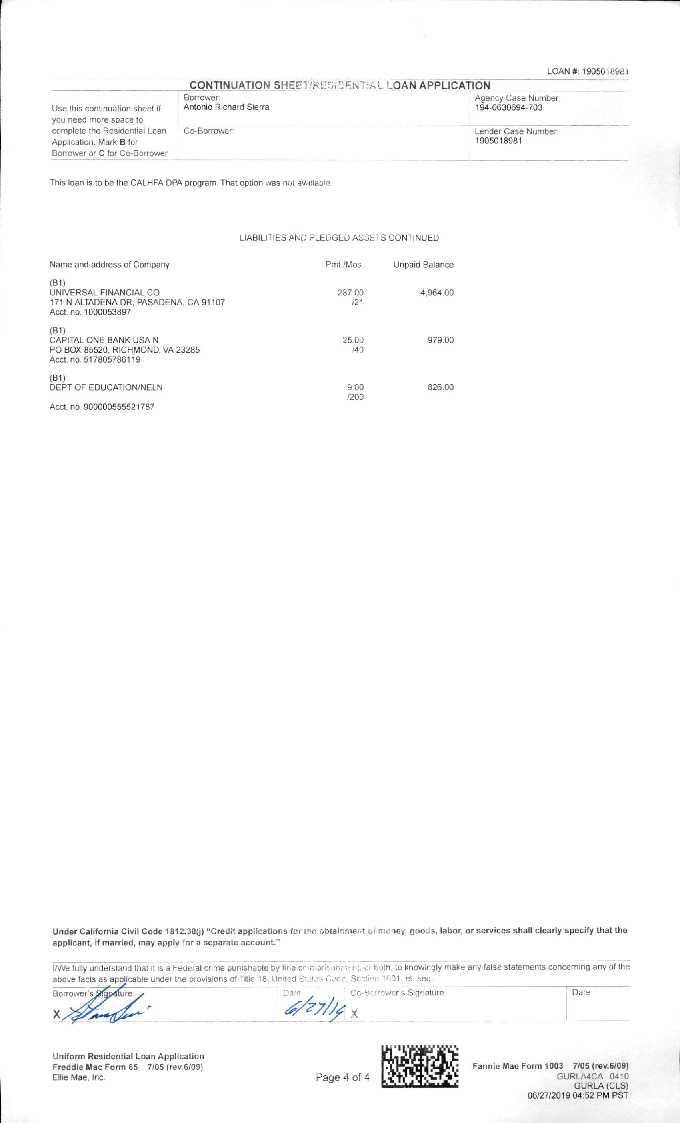 LOAN #: 1905018981
CONTINUATION SHEET/RESIDENTIAL LOAN APPLICATION
Use this continuation sheet if
you need more space to
complete the Residential Loan
Application. Mark B for
Borrower or C for Co-Borrower
Borrower:
Antonio Richard Sierra
Agency Case Number:
194-0630694-703
Co-Borrower:
Lender Case Number:
1905018981
This loan is to be the CALHFA DPA program. That option was not available
LIABILITIES AND PLEDGED ASSETS CONTINUED
Name and address of Company Pmt./Mos. Unpaid Balance
(B1)
UNIVERSAL FINANCIAL CO 287.00 4,964.00
171 N ALTADENA DR, PASADENA, CA 91107
Acct. no. 1000053897
(B1)
CAPITAL ONE BANK USA N 25.00 979.00
PO BOX 85520, RICHMOND, VA 23285 /40
Acct. no. 517805786119
(B1)
DEPT OF EDUCATION/NELN 9.00 826.00
/209
Acct. no. 900000555521787
Under California Civil Code 1812.30(j) "Credit applications for the obtainment of money, goods, labor, or services shall clearly specify that the
applicant, if married, may apply for a separate account."
I/We fully understand that it is a Federal crime punishable by fine or imprisonment, or both, to knowingly make any false statements concerning any of the
above facts as applicable under the provisions of Title 18, United States Code, Section 1001, et seq.
Borrower's Signature Date Co-Borrower's Signature Date
X 6/27/19 X
Uniform Residential Loan Application
Freddie Mac Form 65 7/05 (rev.6/09)
Ellie Mae, Inc.
Page 4 of 4
Fannie Mae Form 1003 7/05 (rev.6/09)
GURLA4CA 0410
GURLA (CLS)
06/27/2019 04:52 PM PST